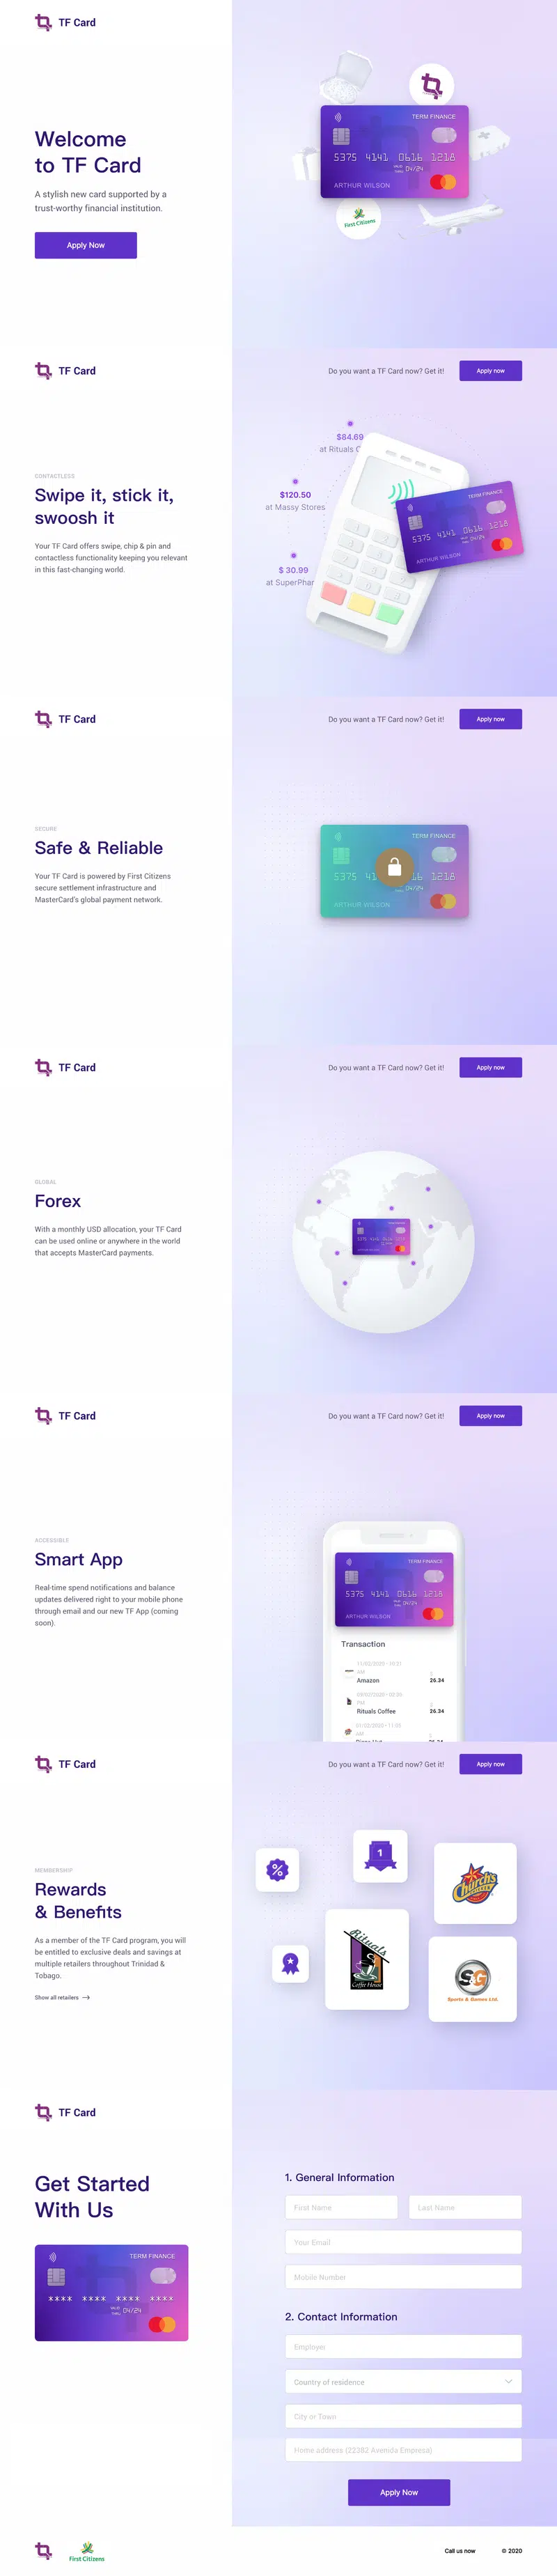 TF Card
Welcome
to TF Card
A stylish new card supported by a
trust-worthy financial institution.
Apply Now
TERM FINANCE
5375 4141 0616 1218
VALID THRU 04/24
ARTHUR WILSON
First Citizens
TF Card
Do you want a TF Card now? Get it!
Apply now
CONTACTLESS
Swipe it, stick it,
swoosh it
Your TF Card offers swipe, chip & pin and
contactless functionality keeping you relevant
in this fast-changing world.
$84.69
at Rituals C
$120.50
at Massy Stores
$ 30.99
at SuperPhar
TERM FINANCE
5375 4141 0616 1218
04/24
ARTHUR WILSON
TF Card
Do you want a TF Card now? Get it!
Apply now
SECURE
Safe & Reliable
Your TF Card is powered by First Citizens
secure settlement infrastructure and
MasterCard's global payment network.
TERM FINANCE
5375 41 16 1218
04/24
ARTHUR WILSON
TF Card
Do you want a TF Card now? Get it!
Apply now
GLOBAL
Forex
With a monthly USD allocation, your TF Card
can be used online or anywhere in the world
that accepts MasterCard payments.
TF Card
Do you want a TF Card now? Get it!
Apply now
ACCESSIBLE
Smart App
Real-time spend notifications and balance
updates delivered right to your mobile phone
through email and our new TF App (coming
soon).
TERM FINANCE
5375 4141 0616 1218
04/24
ARTHUR WILSON
Transaction
AM
Amazon
$
26.34
PM
Rituals Coffee
$
26.34
AM
TF Card
Do you want a TF Card now? Get it!
Apply now
MEMBERSHIP
Rewards
& Benefits
As a member of the TF Card program, you will
be entitled to exclusive deals and savings at
multiple retailers throughout Trinidad &
Tobago.
Show all retailers
%
1
Church's
Rituals
Coffee House
S&G
Sports & Games Ltd.
TF Card
Get Started
With Us
TERM FINANCE
**** **** **** ****
VALID THRU 04/24
1. General Information
First Name
Last Name
Your Email
Mobile Number
2. Contact Information
Employer
Country of residence
City or Town
Home address (22382 Avenida Empresa)
Apply Now
First Citizens
Call us now
© 2020